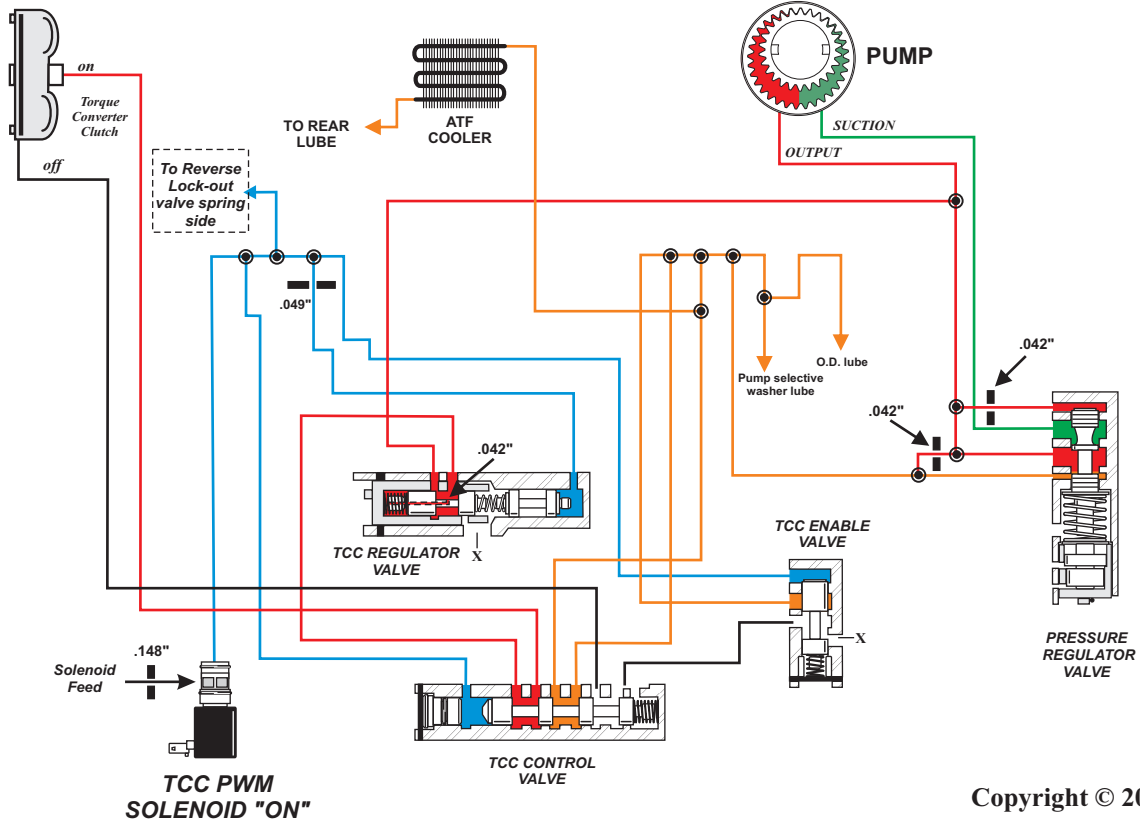 on
Torque
Converter
Clutch
off
To Reverse
Lock-out
valve spring
side
TO REAR
LUBE
ATF
COOLER
PUMP
SUCTION
OUTPUT
.049"
Pump selective
washer lube
O.D. lube
.042"
.042"
.042"
TCC REGULATOR
VALVE
X
TCC ENABLE
VALVE
X
PRESSURE
REGULATOR
VALVE
Solenoid
Feed
.148"
TCC PWM
SOLENOID "ON"
TCC CONTROL
VALVE
Copyright © 20